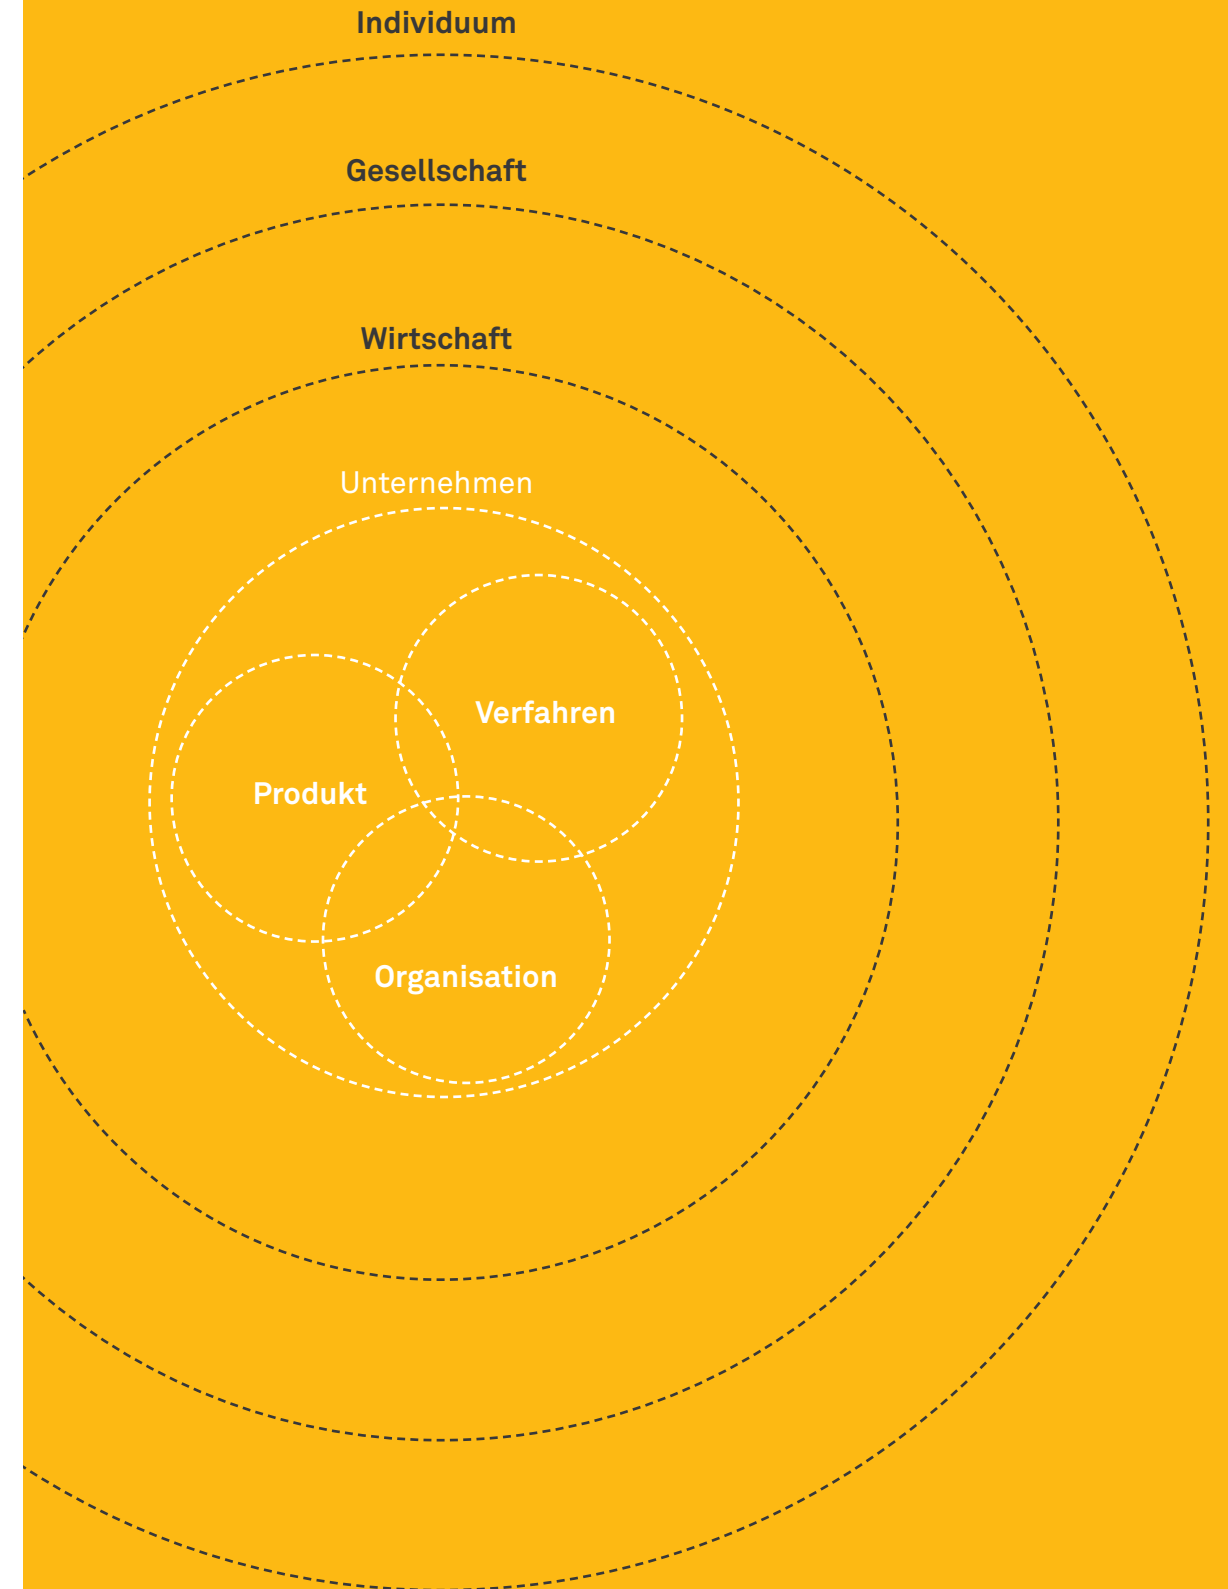 Individuum
Gesellschaft
Wirtschaft
Unternehmen
Verfahren
Produkt
Organisation